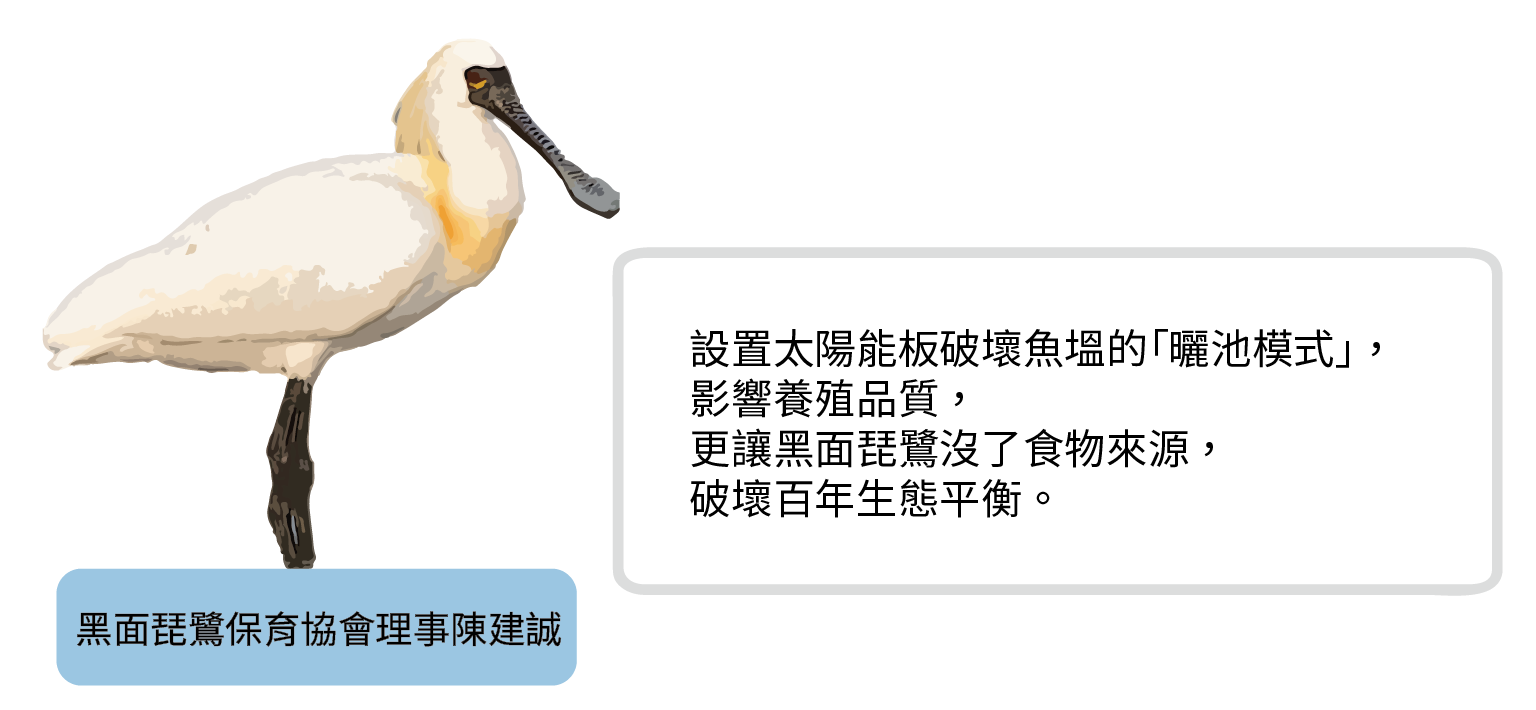 設置太陽能板破壞魚塭的「曬池模式」，
影響養殖品質，
更讓黑面琵鷺沒了食物來源，
破壞百年生態平衡。
黑面琵鷺保育協會理事陳建誠